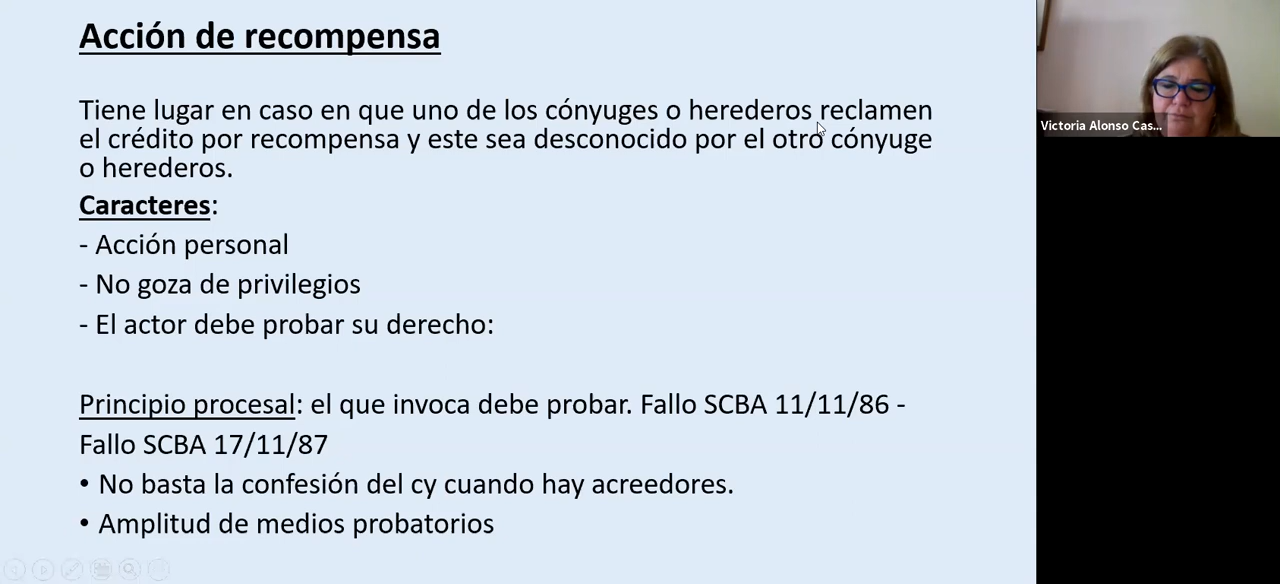 Acción de recompensa
Tiene lugar en caso en que uno de los cónyuges o herederos reclamen
el crédito por recompensa y este sea desconocido por el otro cónyuge
o herederos.
Caracteres:
- Acción personal
- No goza de privilegios
- El actor debe probar su derecho:
Principio procesal: el que invoca debe probar. Fallo SCBA 11/11/86 -
Fallo SCBA 17/11/87
• No basta la confesión del cy cuando hay acreedores.
• Amplitud de medios probatorios
Victoria Alonso Cas...